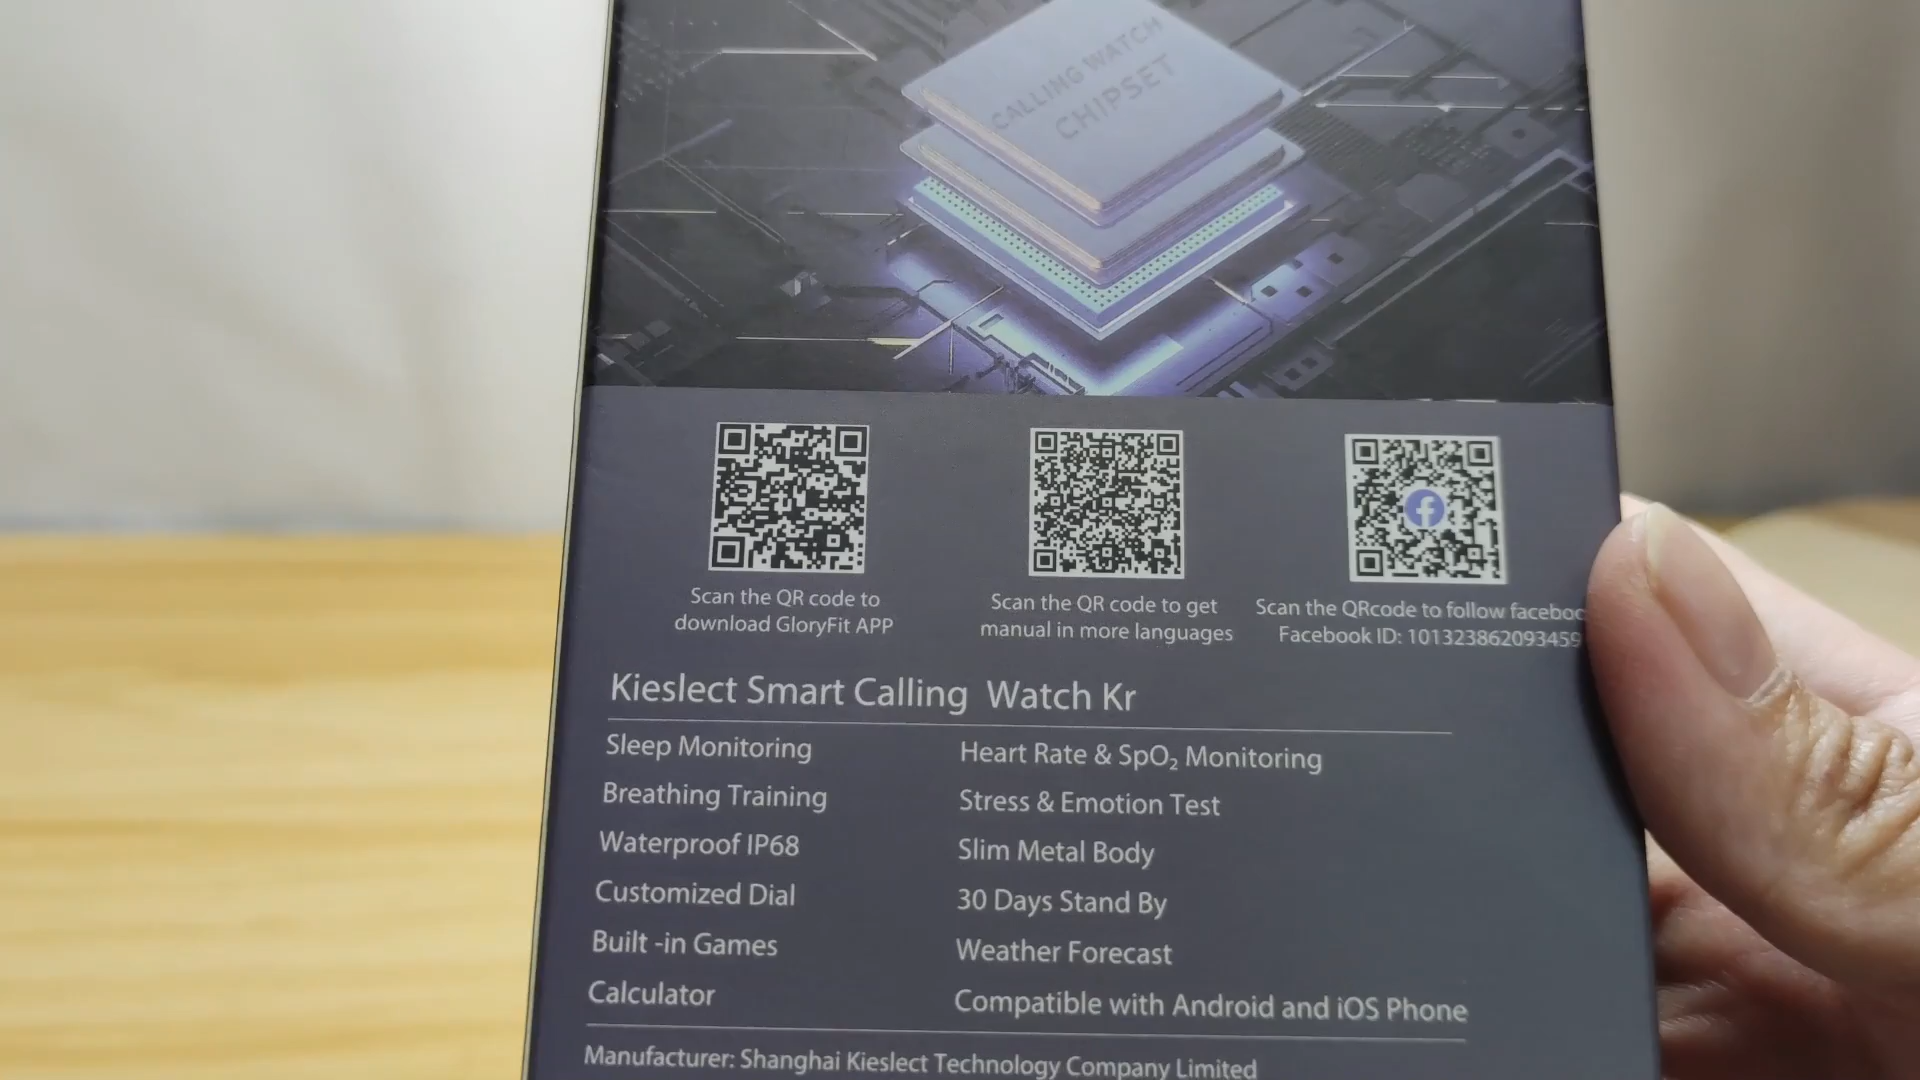 CALLING WATCH
CHIPSET
Scan the QR code to
download GloryFit APP
Scan the QR code to get
manual in more languages
Scan the QRcode to follow faceboo
Facebook ID: 101323862093459
Kieslect Smart Calling Watch Kr
Sleep Monitoring
Heart Rate & SpO₂ Monitoring
Breathing Training
Stress & Emotion Test
Waterproof IP68
Slim Metal Body
Customized Dial
30 Days Stand By
Built -in Games
Weather Forecast
Calculator
Compatible with Android and iOS Phone
Manufacturer: Shanghai Kieslect Technology Company Limited